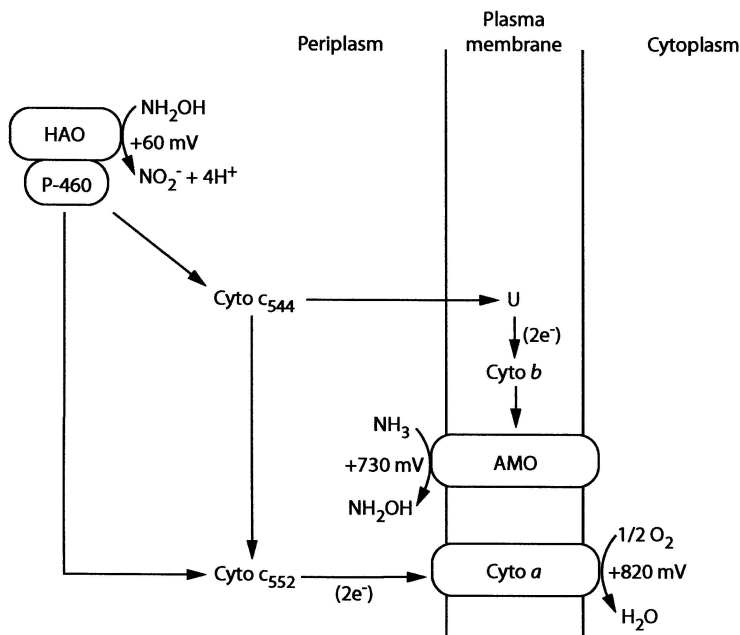 Periplasm
Plasma
membrane
Cytoplasm
HAO
P-460
NH₂OH
+60 mV
NO₂⁻ + 4H⁺
Cyto c₅₄₄
U
(2e⁻)
Cyto b
NH₃
+730 mV
NH₂OH
AMO
Cyto c₅₅₂
(2e⁻)
Cyto a
1/2 O₂
+820 mV
H₂O